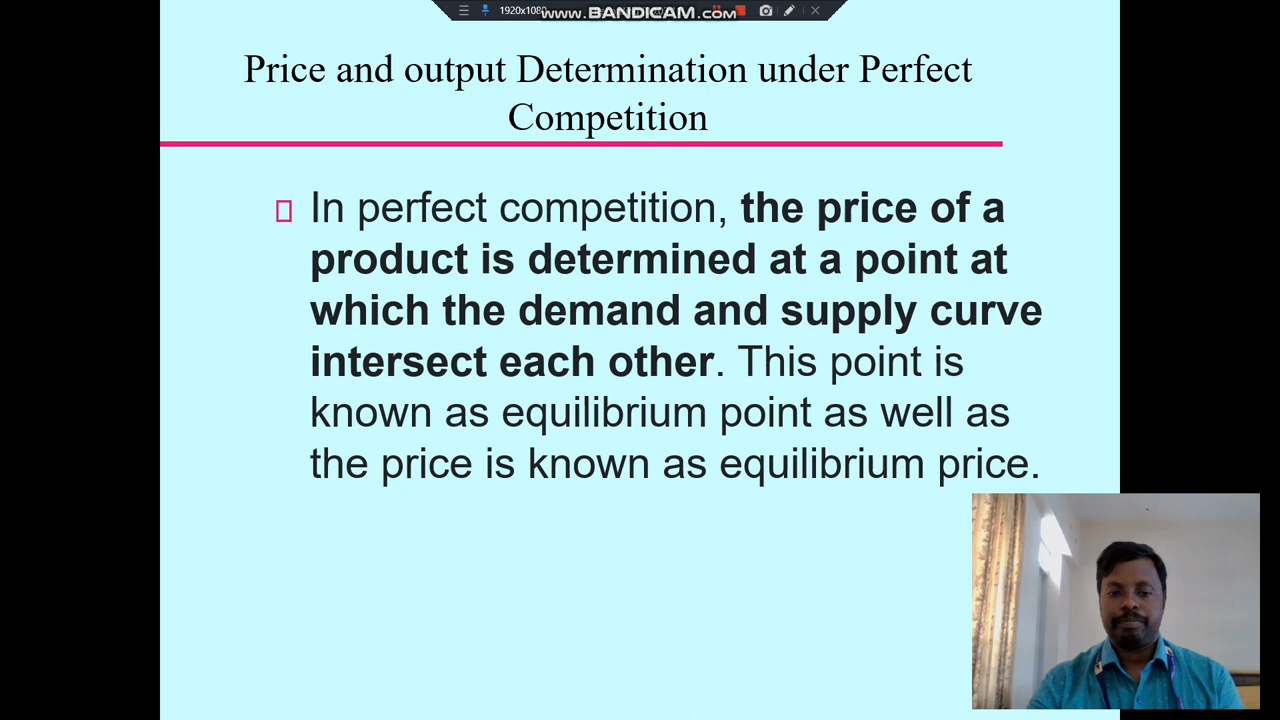 1920x1080
www.BANDICAM.com
Price and output Determination under Perfect
Competition
In perfect competition, the price of a
product is determined at a point at
which the demand and supply curve
intersect each other. This point is
known as equilibrium point as well as
the price is known as equilibrium price.